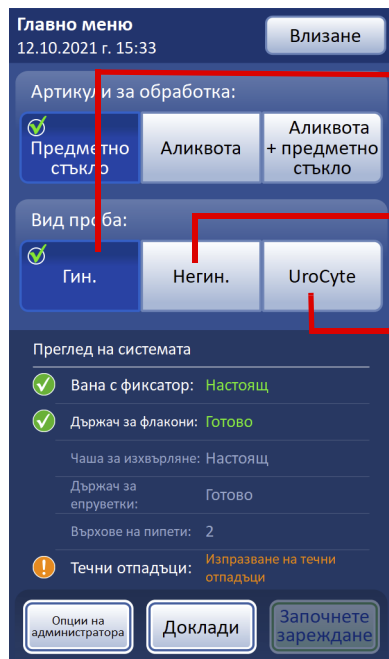 Главно меню
12.10.2021 г. 15:33
Влизане
Артикули за обработка:
Предметно
стъкло
Аликвота
Аликвота
+ предметно
стъкло
Вид проба:
Гин.
Негин.
UroCyte
Преглед на системата
Вана с фиксатор: Настоящ
Държач за флакони: Готово
Чаша за изхвърляне: Настоящ
Държач за
епруветки:
Готово
Върхове на пипети: 2
Течни отпадъци:
Изпразване на течни
отпадъци
Опции на
администратора
Доклади
Започнете
зареждане